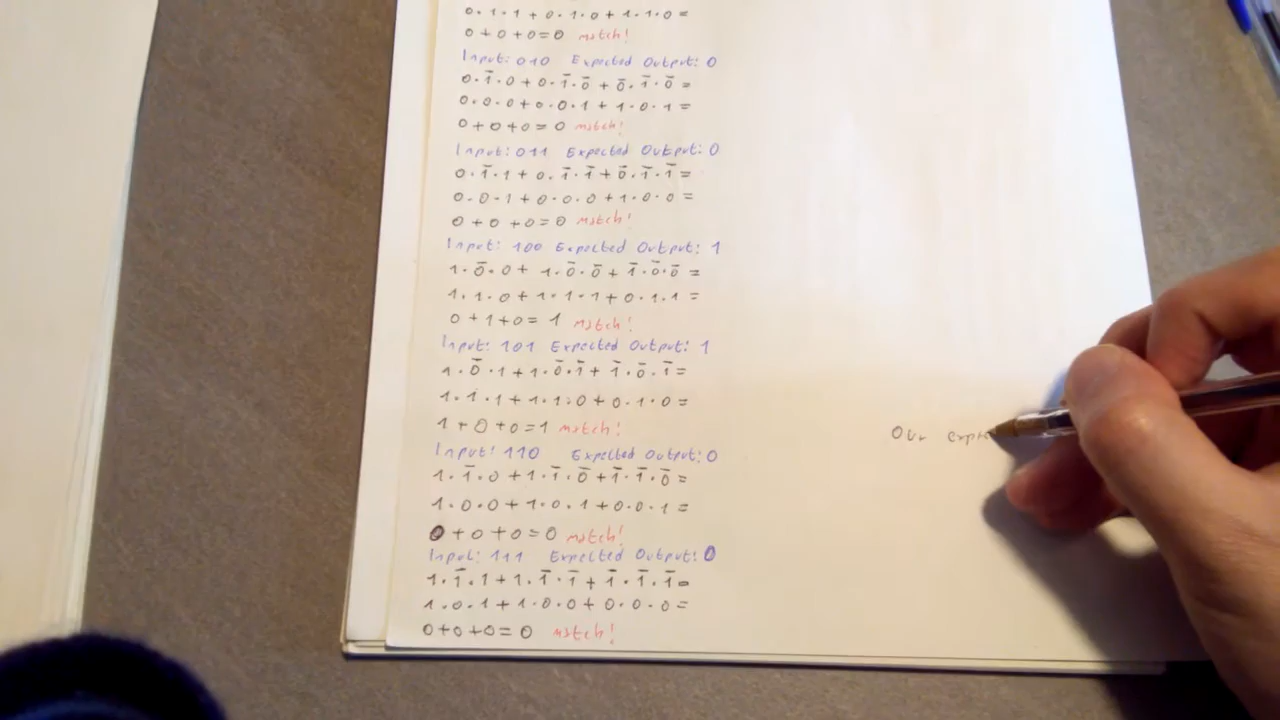 0·1·1 + 0·1·0 + 1·1·0 =
0+0+0=0 match!
Input: 010 Expected Output: 0
0·1̄·0 + 0·1̄·0̄ + 0̄·1̄·0̄ =
0·0·0+0·0·1+1·0·1=
0+0+0=0 match!
Input: 011 Expected Output: 0
0·1̄·1+0·1̄·1̄+0̄·1̄·1̄=
0·0·1+0·0·0+1·0·0=
0+0+0=0 match!
Input: 100 Expected Output: 1
1·0̄·0+ 1·0̄·0̄+1̄·0̄·0̄ =
1·1·0+1·1·1+0·1·1=
0+1+0=1 match!
Input: 101 Expected Output: 1
1·0̄·1+1·0̄·1̄+1̄·0̄·1̄=
1·1·1+1·1·0+0·1·0=
1+0+0=1 match!
Input: 110 Expected Output: 0
1·1̄·0+1·1̄·0̄+1̄·1̄·0̄=
1·0·0+1·0·1+0·0·1=
0+0+0=0 match!
Input: 111 Expected Output: 0
1·1̄·1+1·1̄·1̄+1̄·1̄·1̄=
1·0·1+1·0·0+0·0·0=
0+0+0=0 match!
Our expre